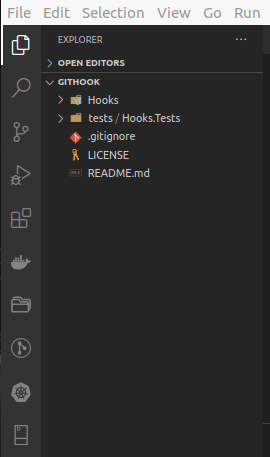 File Edit Selection View Go Run
EXPLORER
OPEN EDITORS
GITHOOK
Hooks
tests / Hooks.Tests
.gitignore
LICENSE
README.md